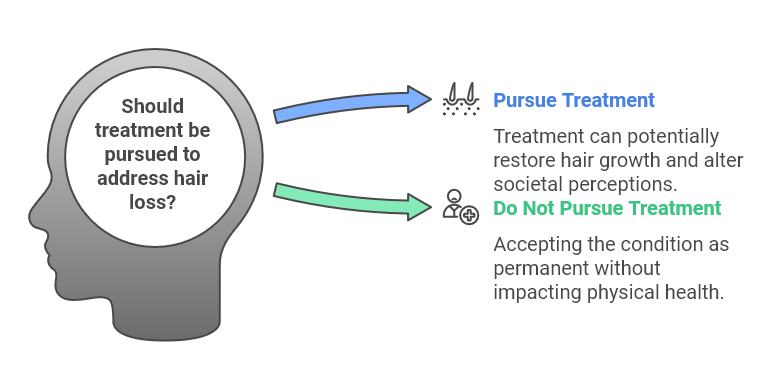 Should
treatment be
pursued to
address hair
loss?
Pursue Treatment
Treatment can potentially
restore hair growth and alter
societal perceptions.
Do Not Pursue Treatment
Accepting the condition as
permanent without
impacting physical health.